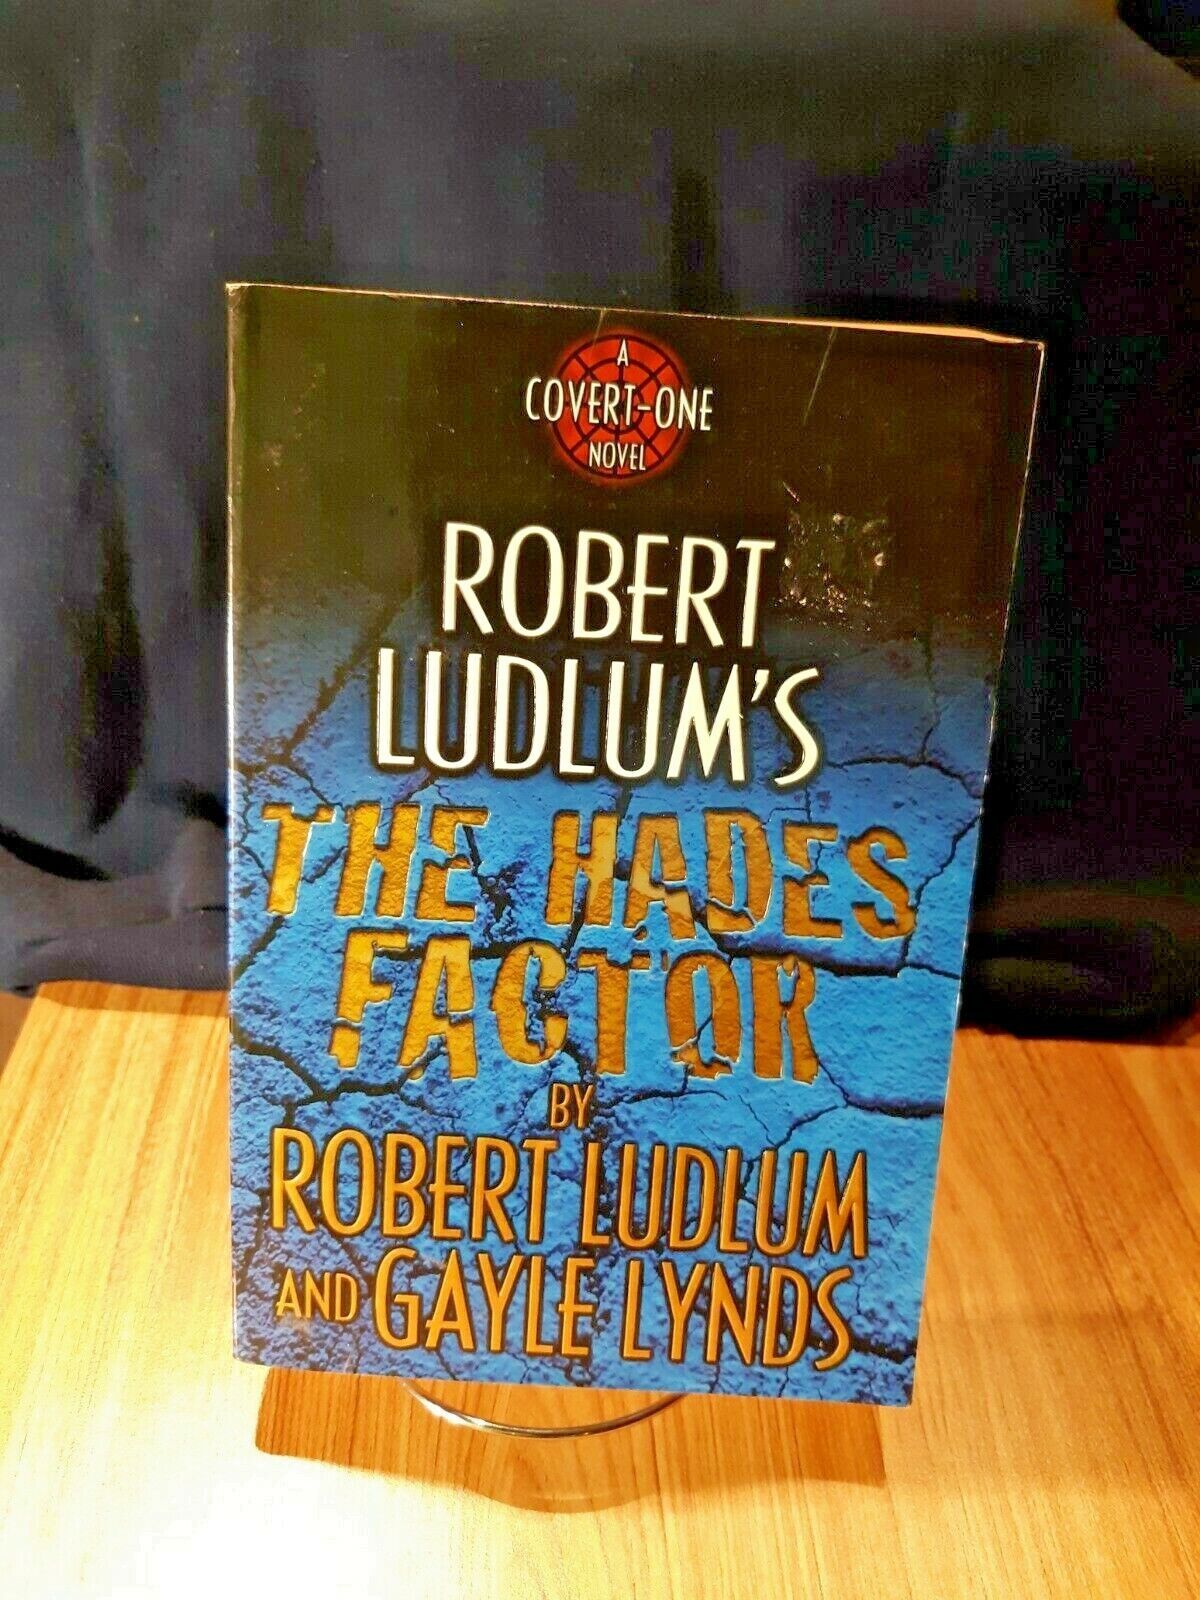 A
COVERT-ONE
NOVEL
ROBERT
LUDLUM'S
THE HADES
FACTOR
BY
ROBERT LUDLUM
AND GAYLE LYNDS